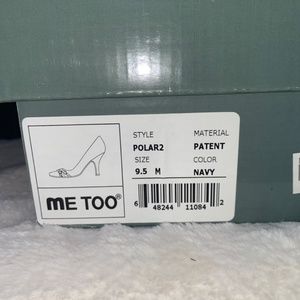 STYLE MATERIAL
POLAR2 PATENT
SIZE COLOR
9.5 M NAVY
ME TOO®
6 48244 11084 2